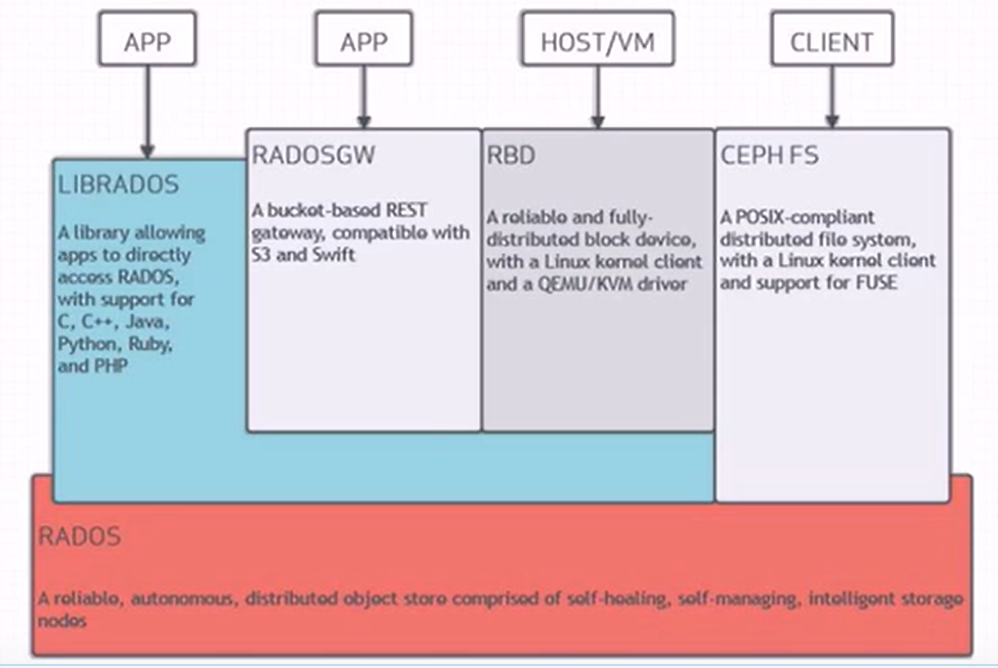 APP
APP
HOST/VM
CLIENT
LIBRADOS
A library allowing
apps to directly
access RADOS,
with support for
C, C++, Java,
Python, Ruby,
and PHP
RADOSGW
A bucket-based REST
gateway, compatible with
S3 and Swift
RBD
A reliable and fully-
distributed block device,
with a Linux kernel client
and a QEMU/KVM driver
CEPH FS
A POSIX-compliant
distributed file system,
with a Linux kernel client
and support for FUSE
RADOS
A reliable, autonomous, distributed object store comprised of self-healing, self-managing, intelligent storage
nodes